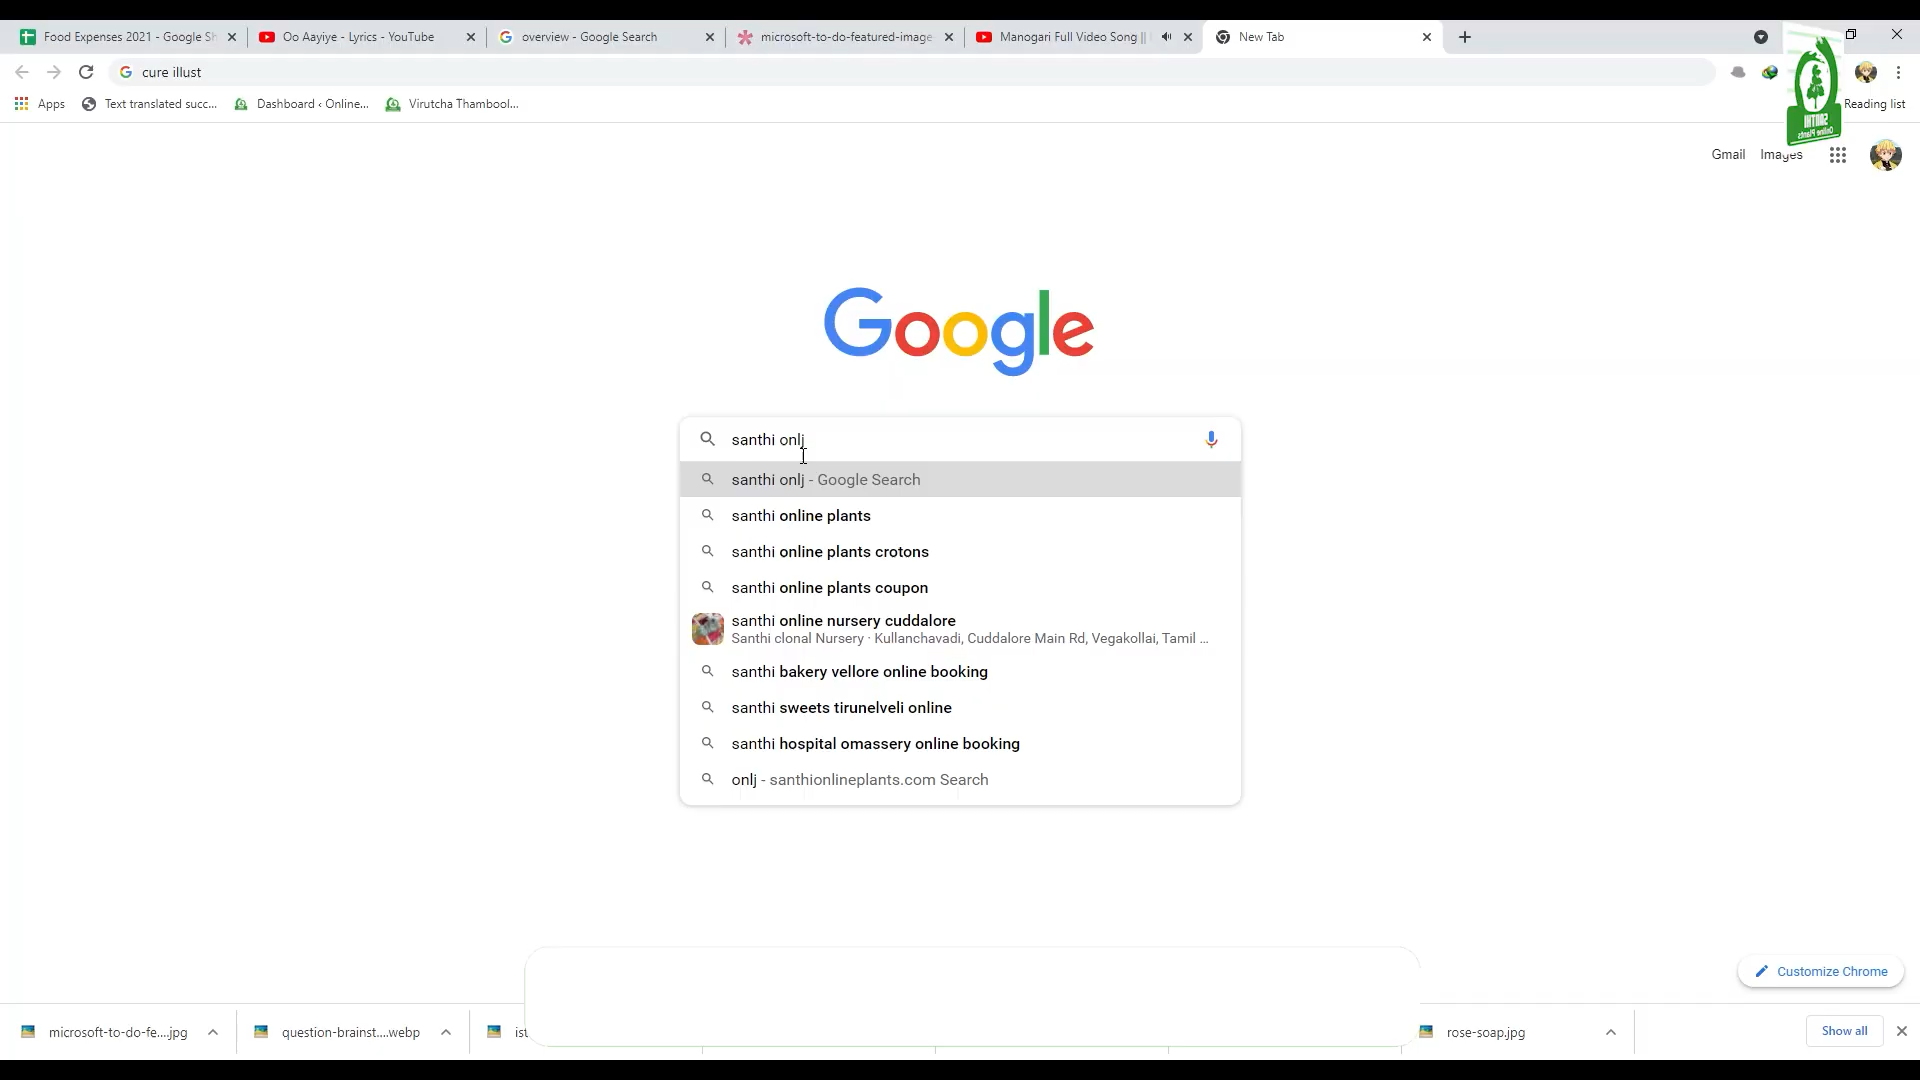 Food Expenses 2021 - Google Sh
Oo Aayiye - Lyrics - YouTube
overview - Google Search
microsoft-to-do-featured-image
Manogari Full Video Song ||
New Tab
cure illust
Apps
Text translated succ...
Dashboard ‹ Online...
Virutcha Thambool...
Reading list
SANTHI
Online Plants
Gmail
Images
Google
santhi onlj
santhi onlj - Google Search
santhi online plants
santhi online plants crotons
santhi online plants coupon
santhi online nursery cuddalore
Santhi clonal Nursery · Kullanchavadi, Cuddalore Main Rd, Vegakollai, Tamil ...
santhi bakery vellore online booking
santhi sweets tirunelveli online
santhi hospital omassery online booking
onlj - santhionlineplants.com Search
Customize Chrome
microsoft-to-do-fe....jpg
question-brainst....webp
ist
rose-soap.jpg
Show all